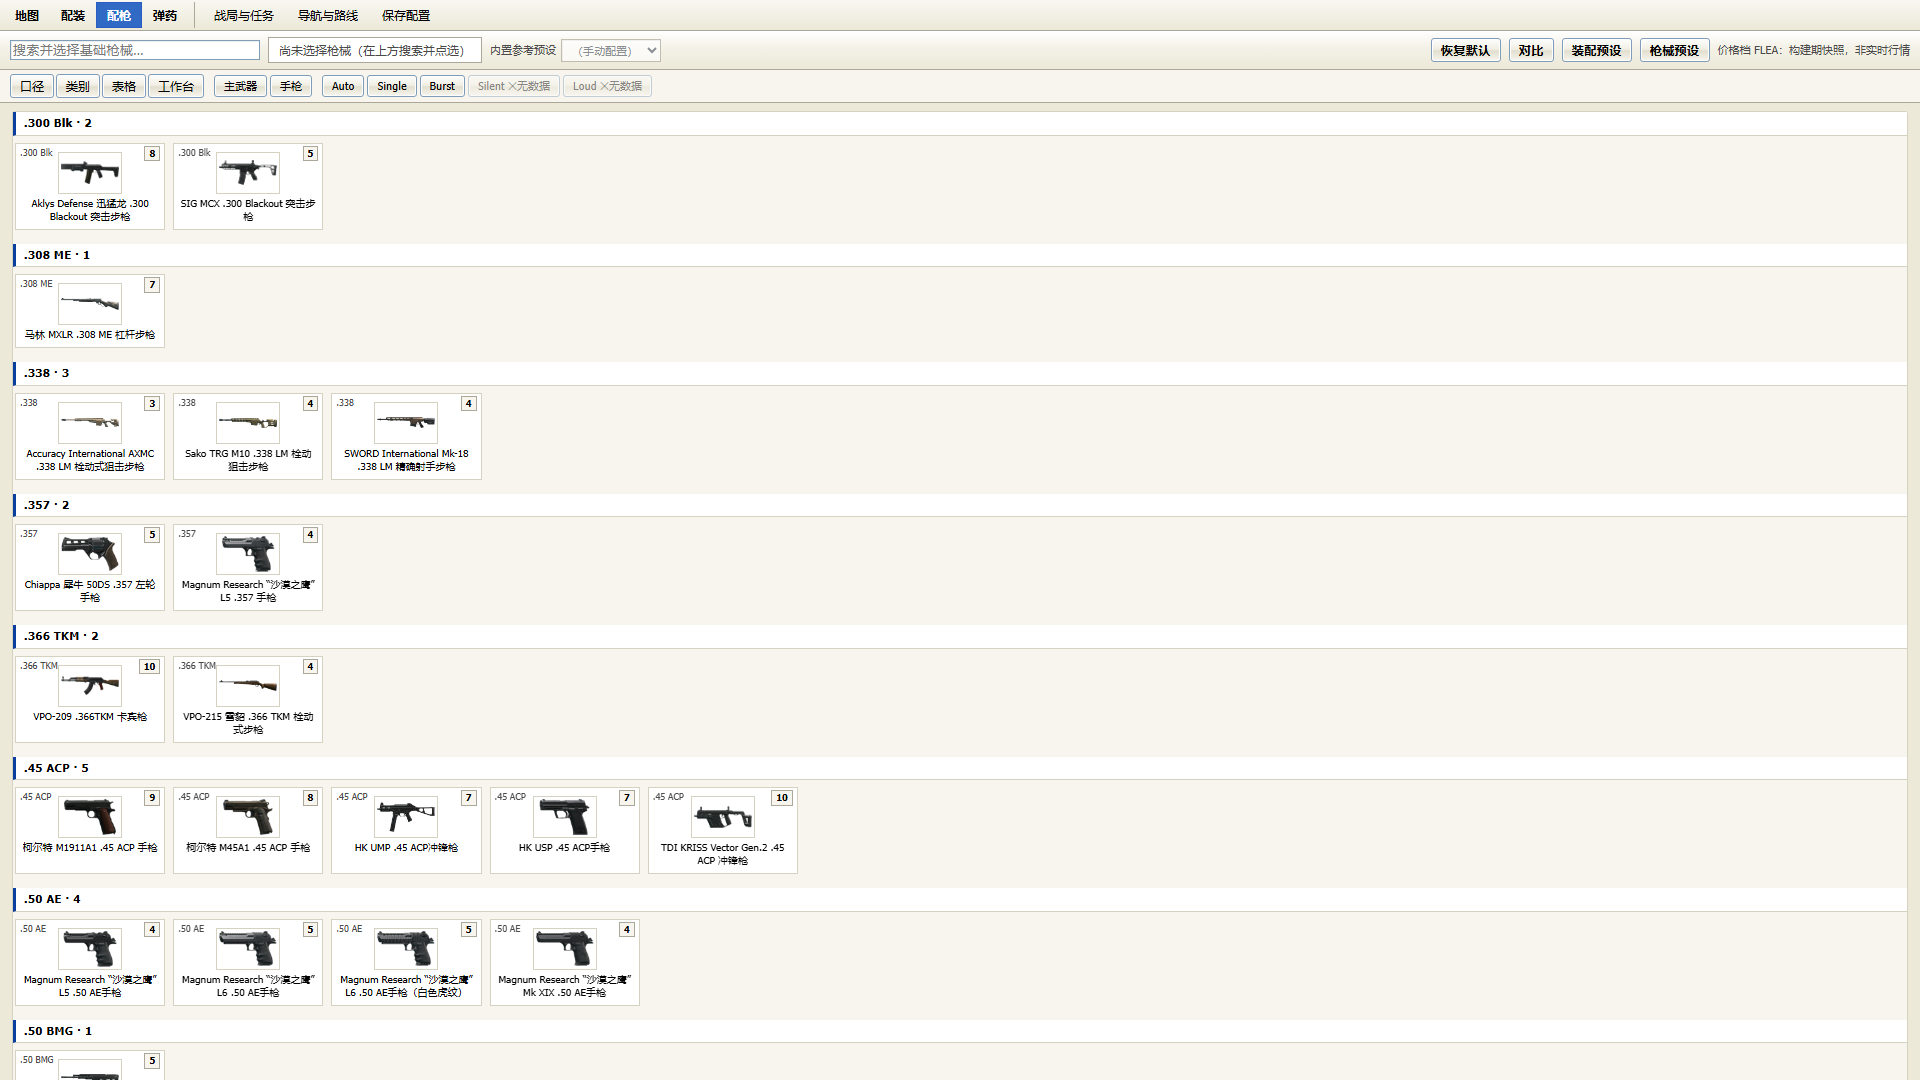 地图 配装 配枪 弹药 战局与任务 导航与路线 保存配置
搜索并选择基础枪械... 尚未选择枪械（在上方搜索并点选） 内置参考预设 （手动配置） 恢复默认 对比 装配预设 枪械预设 价格档 FLEA：构建期快照，非实时行情
口径 类别 表格 工作台 主武器 手枪 Auto Single Burst Silent ╳无数据 Loud ╳无数据
.300 Blk · 2
.300 Blk 8
Aklys Defense 迅猛龙 .300
Blackout 突击步枪
.300 Blk 5
SIG MCX .300 Blackout 突击步
枪
.308 ME · 1
.308 ME 7
马林 MXLR .308 ME 杠杆步枪
.338 · 3
.338 3
Accuracy International AXMC
.338 LM 栓动式狙击步枪
.338 4
Sako TRG M10 .338 LM 栓动
狙击步枪
.338 4
SWORD International Mk-18
.338 LM 精确射手步枪
.357 · 2
.357 5
Chiappa 犀牛 50DS .357 左轮
手枪
.357 4
Magnum Research “沙漠之鹰”
L5 .357 手枪
.366 TKM · 2
.366 TKM 10
VPO-209 .366TKM 卡宾枪
.366 TKM 4
VPO-215 雪貂 .366 TKM 栓动
式步枪
.45 ACP · 5
.45 ACP 9
柯尔特 M1911A1 .45 ACP 手枪
.45 ACP 8
柯尔特 M45A1 .45 ACP 手枪
.45 ACP 7
HK UMP .45 ACP冲锋枪
.45 ACP 7
HK USP .45 ACP手枪
.45 ACP 10
TDI KRISS Vector Gen.2 .45
ACP 冲锋枪
.50 AE · 4
.50 AE 4
Magnum Research “沙漠之鹰”
L5 .50 AE手枪
.50 AE 5
Magnum Research “沙漠之鹰”
L6 .50 AE手枪
.50 AE 5
Magnum Research “沙漠之鹰”
L6 .50 AE手枪（白色虎纹）
.50 AE 4
Magnum Research “沙漠之鹰”
Mk XIX .50 AE手枪
.50 BMG · 1
.50 BMG 5